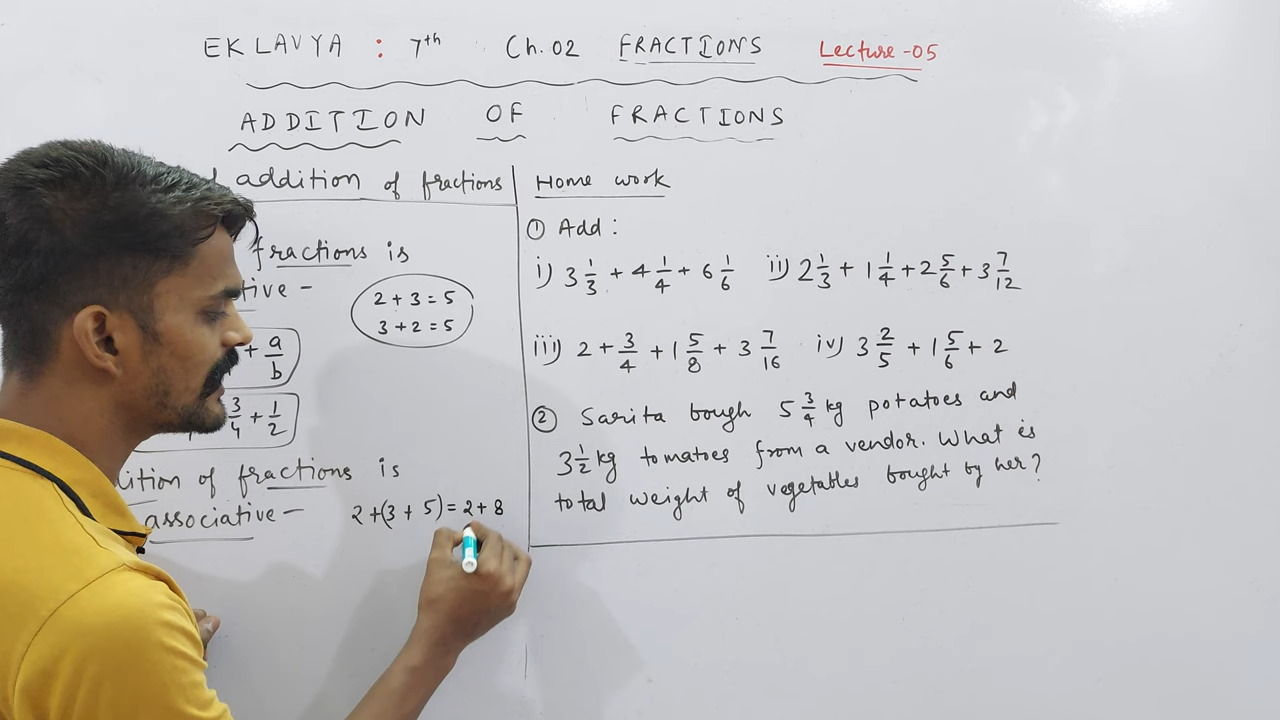 EKLAVYA : 7th Ch.02 FRACTIONS Lecture-05
ADDITION OF FRACTIONS
addition of fractions
fractions is
tive -
2 + 3 = 5
3 + 2 = 5
+ a/b
3/4 + 1/2
ition of fractions is
associative -
2 + (3 + 5) = 2 + 8
Home work
① Add :
i) 3 1/3 + 4 1/4 + 6 1/6 ii) 2 1/3 + 1 1/4 + 2 5/6 + 3 7/12
iii) 2 + 3/4 + 1 5/8 + 3 7/16 iv) 3 2/5 + 1 5/6 + 2
② Sarita bough 5 3/4 kg potatoes and
3 1/2 kg tomatoes from a vendor. What is
total weight of vegetables bought by her?